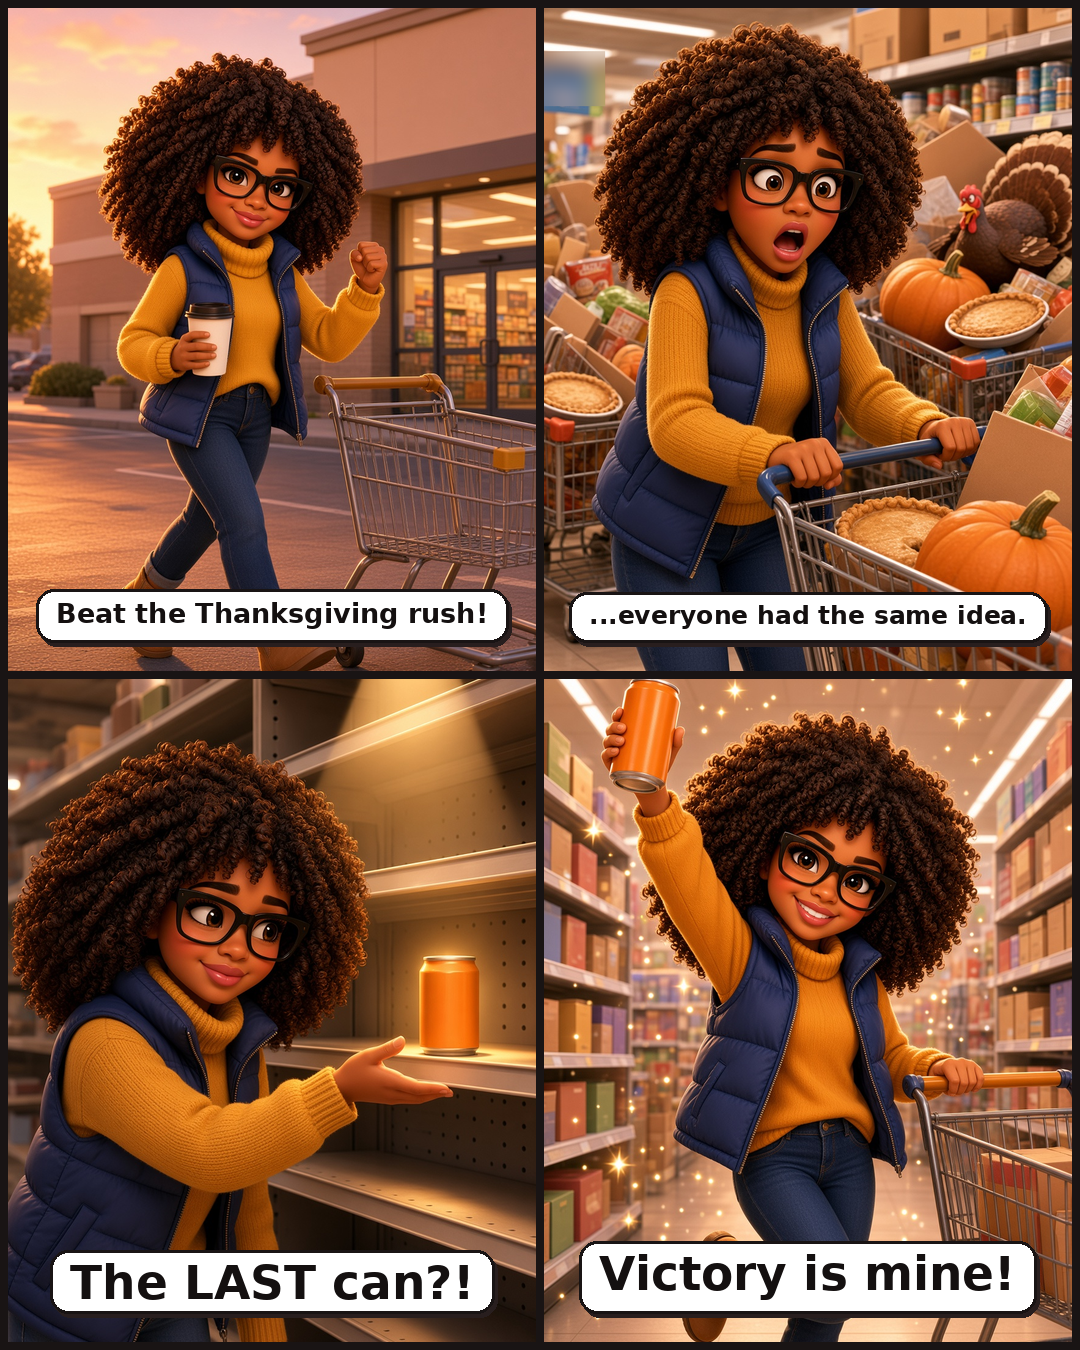 Beat the Thanksgiving rush!
...everyone had the same idea.
The LAST can?!
Victory is mine!